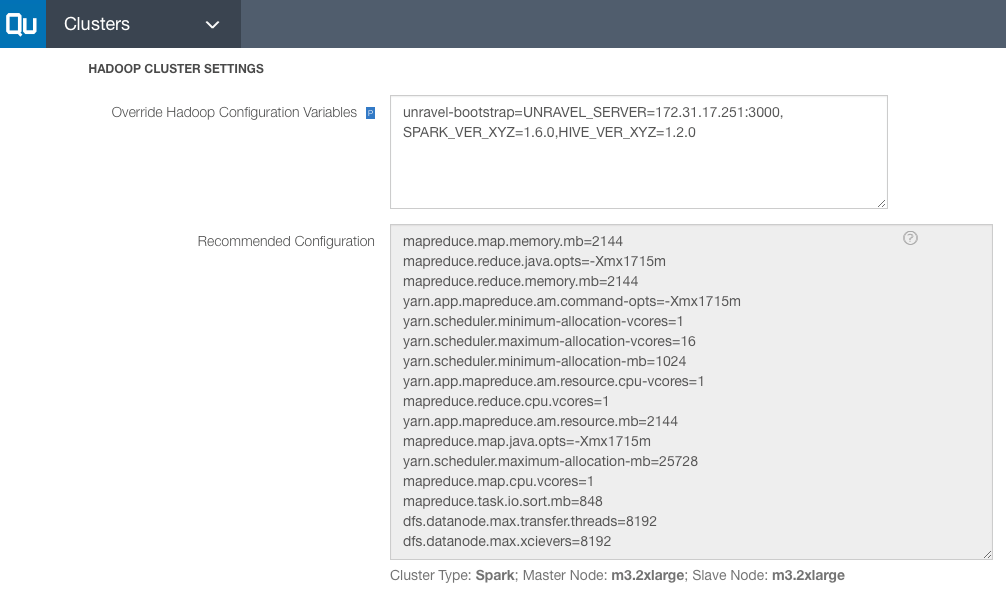 Qu Clusters
HADOOP CLUSTER SETTINGS
Override Hadoop Configuration Variables P
unravel-bootstrap=UNRAVEL_SERVER=172.31.17.251:3000,
SPARK_VER_XYZ=1.6.0,HIVE_VER_XYZ=1.2.0
Recommended Configuration
mapreduce.map.memory.mb=2144
?
mapreduce.reduce.java.opts=-Xmx1715m
mapreduce.reduce.memory.mb=2144
yarn.app.mapreduce.am.command-opts=-Xmx1715m
yarn.scheduler.minimum-allocation-vcores=1
yarn.scheduler.maximum-allocation-vcores=16
yarn.scheduler.minimum-allocation-mb=1024
yarn.app.mapreduce.am.resource.cpu-vcores=1
mapreduce.reduce.cpu.vcores=1
yarn.app.mapreduce.am.resource.mb=2144
mapreduce.map.java.opts=-Xmx1715m
yarn.scheduler.maximum-allocation-mb=25728
mapreduce.map.cpu.vcores=1
mapreduce.task.io.sort.mb=848
dfs.datanode.max.transfer.threads=8192
dfs.datanode.max.xcievers=8192
Cluster Type: Spark; Master Node: m3.2xlarge; Slave Node: m3.2xlarge